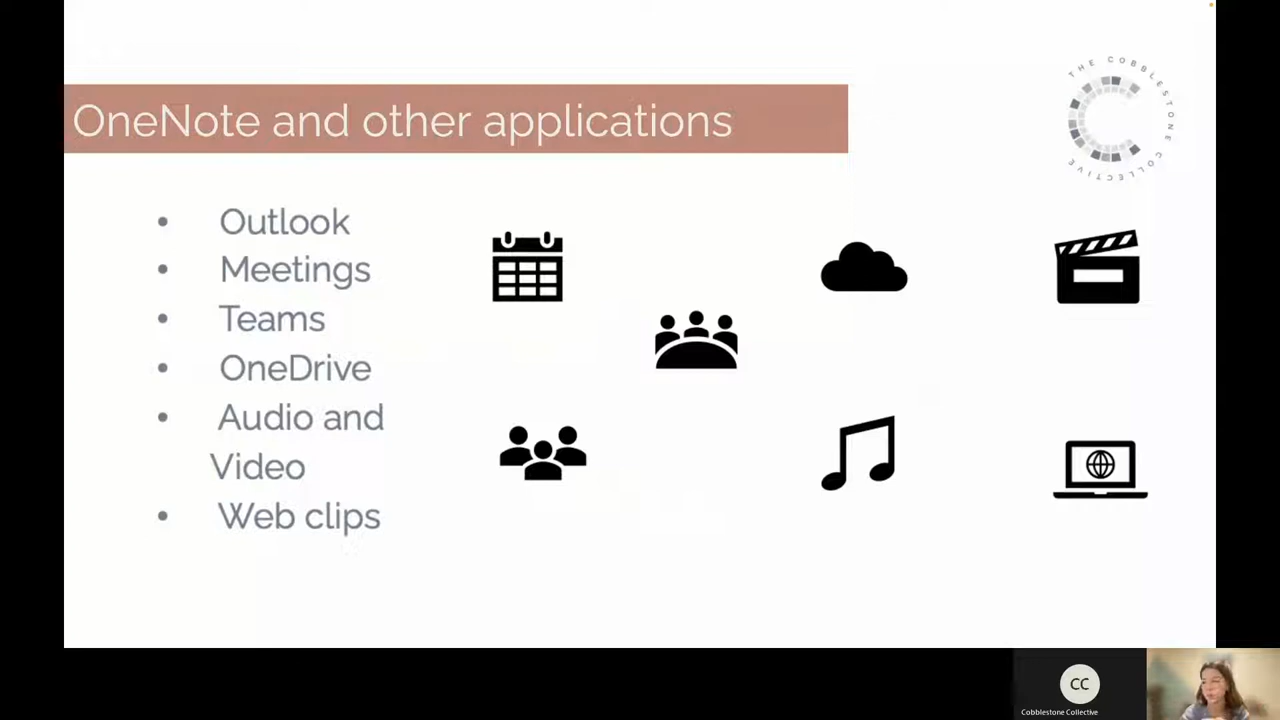 OneNote and other applications
THE COBBLESTONE COLLECTIVE
• Outlook
• Meetings
• Teams
• OneDrive
• Audio and
Video
• Web clips
CC
Cobblestone Collective